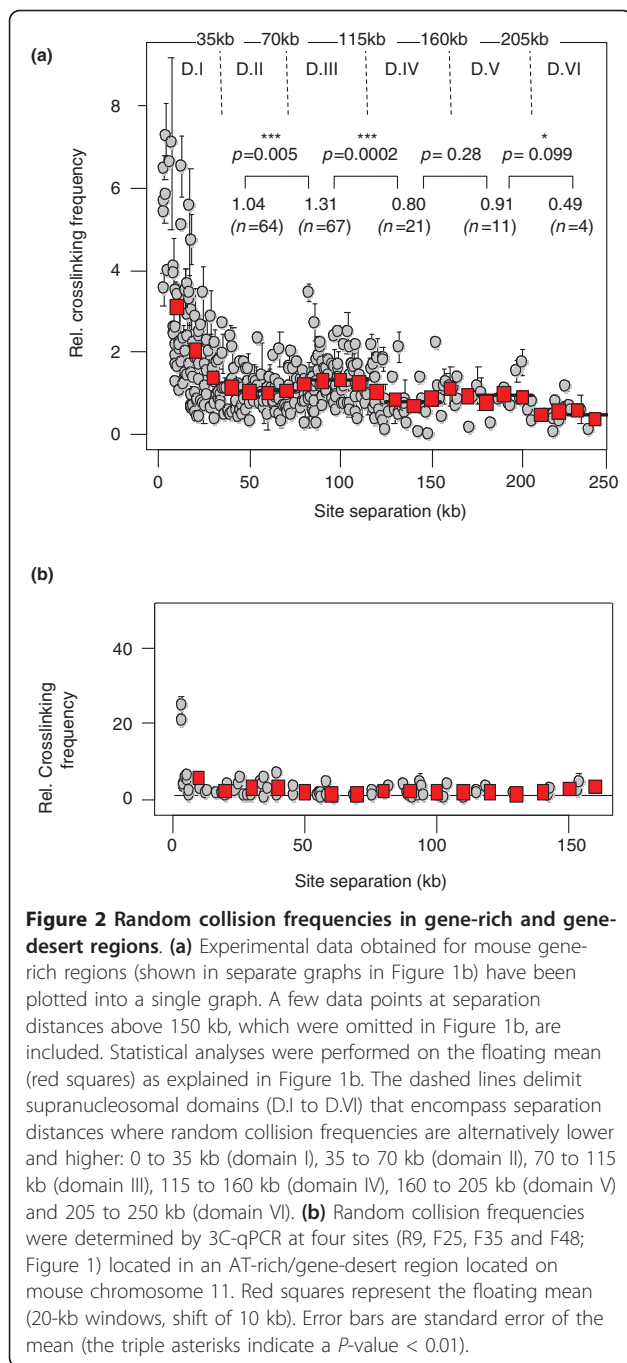 (a)
35kb 70kb 115kb 160kb 205kb
D.I D.II D.III D.IV D.V D.VI
*** *** *
p=0.005 p=0.0002 p = 0.28 p= 0.099
1.04 1.31 0.80 0.91 0.49
(n=64) (n=67) (n=21) (n=11) (n=4)
Rel. crosslinking frequency
8
6
4
2
0
0 50 100 150 200 250
Site separation (kb)
(b)
Rel. Crosslinking
frequency
40
20
0
0 50 100 150
Site separation (kb)
Figure 2 Random collision frequencies in gene-rich and gene-
desert regions. (a) Experimental data obtained for mouse gene-
rich regions (shown in separate graphs in Figure 1b) have been
plotted into a single graph. A few data points at separation
distances above 150 kb, which were omitted in Figure 1b, are
included. Statistical analyses were performed on the floating mean
(red squares) as explained in Figure 1b. The dashed lines delimit
supranucleosomal domains (D.I to D.VI) that encompass separation
distances where random collision frequencies are alternatively lower
and higher: 0 to 35 kb (domain I), 35 to 70 kb (domain II), 70 to 115
kb (domain III), 115 to 160 kb (domain IV), 160 to 205 kb (domain V)
and 205 to 250 kb (domain VI). (b) Random collision frequencies
were determined by 3C-qPCR at four sites (R9, F25, F35 and F48;
Figure 1) located in an AT-rich/gene-desert region located on
mouse chromosome 11. Red squares represent the floating mean
(20-kb windows, shift of 10 kb). Error bars are standard error of the
mean (the triple asterisks indicate a P-value < 0.01).